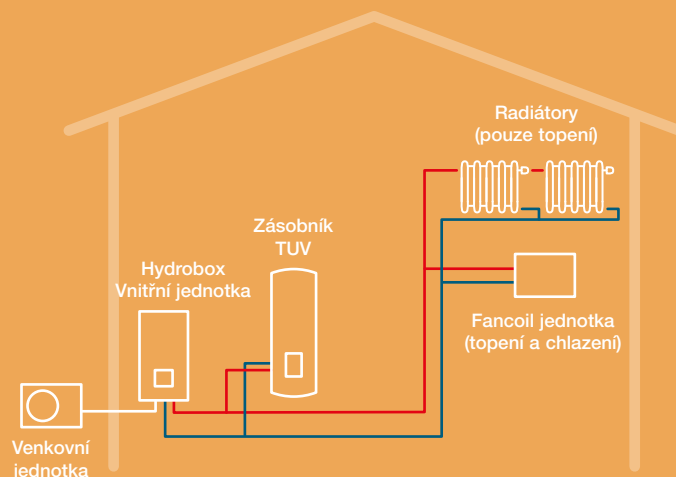 Radiátory
(pouze topení)
Zásobník
TUV
Hydrobox
Vnitřní jednotka
Fancoil jednotka
(topení a chlazení)
Venkovní
jednotka